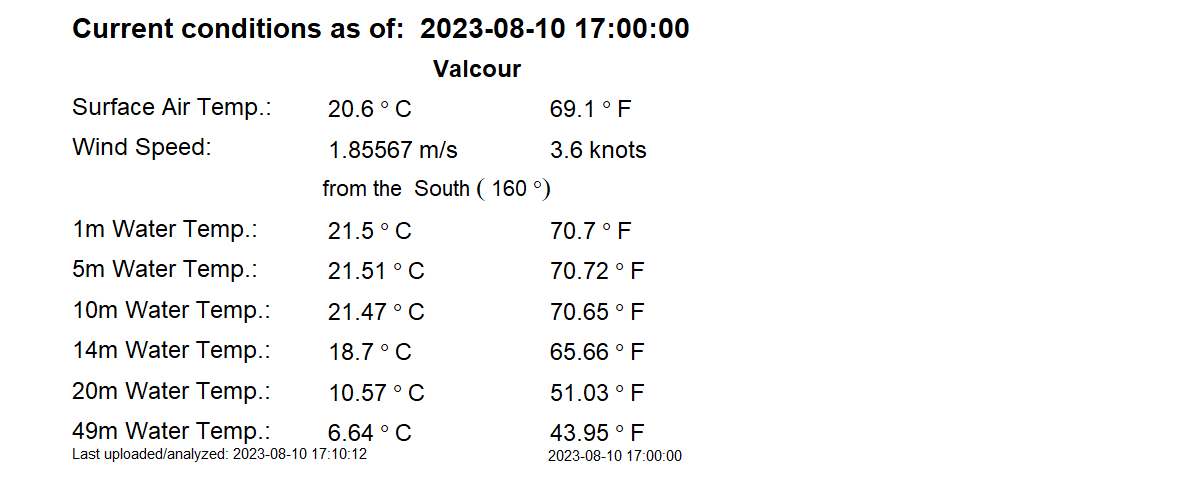 Current conditions as of: 2023-08-10 17:00:00
Valcour
Surface Air Temp.: 20.6 ° C 69.1 ° F
Wind Speed: 1.85567 m/s 3.6 knots
from the South ( 160 °)
1m Water Temp.: 21.5 ° C 70.7 ° F
5m Water Temp.: 21.51 ° C 70.72 ° F
10m Water Temp.: 21.47 ° C 70.65 ° F
14m Water Temp.: 18.7 ° C 65.66 ° F
20m Water Temp.: 10.57 ° C 51.03 ° F
49m Water Temp.: 6.64 ° C 43.95 ° F
Last uploaded/analyzed: 2023-08-10 17:10:12 2023-08-10 17:00:00